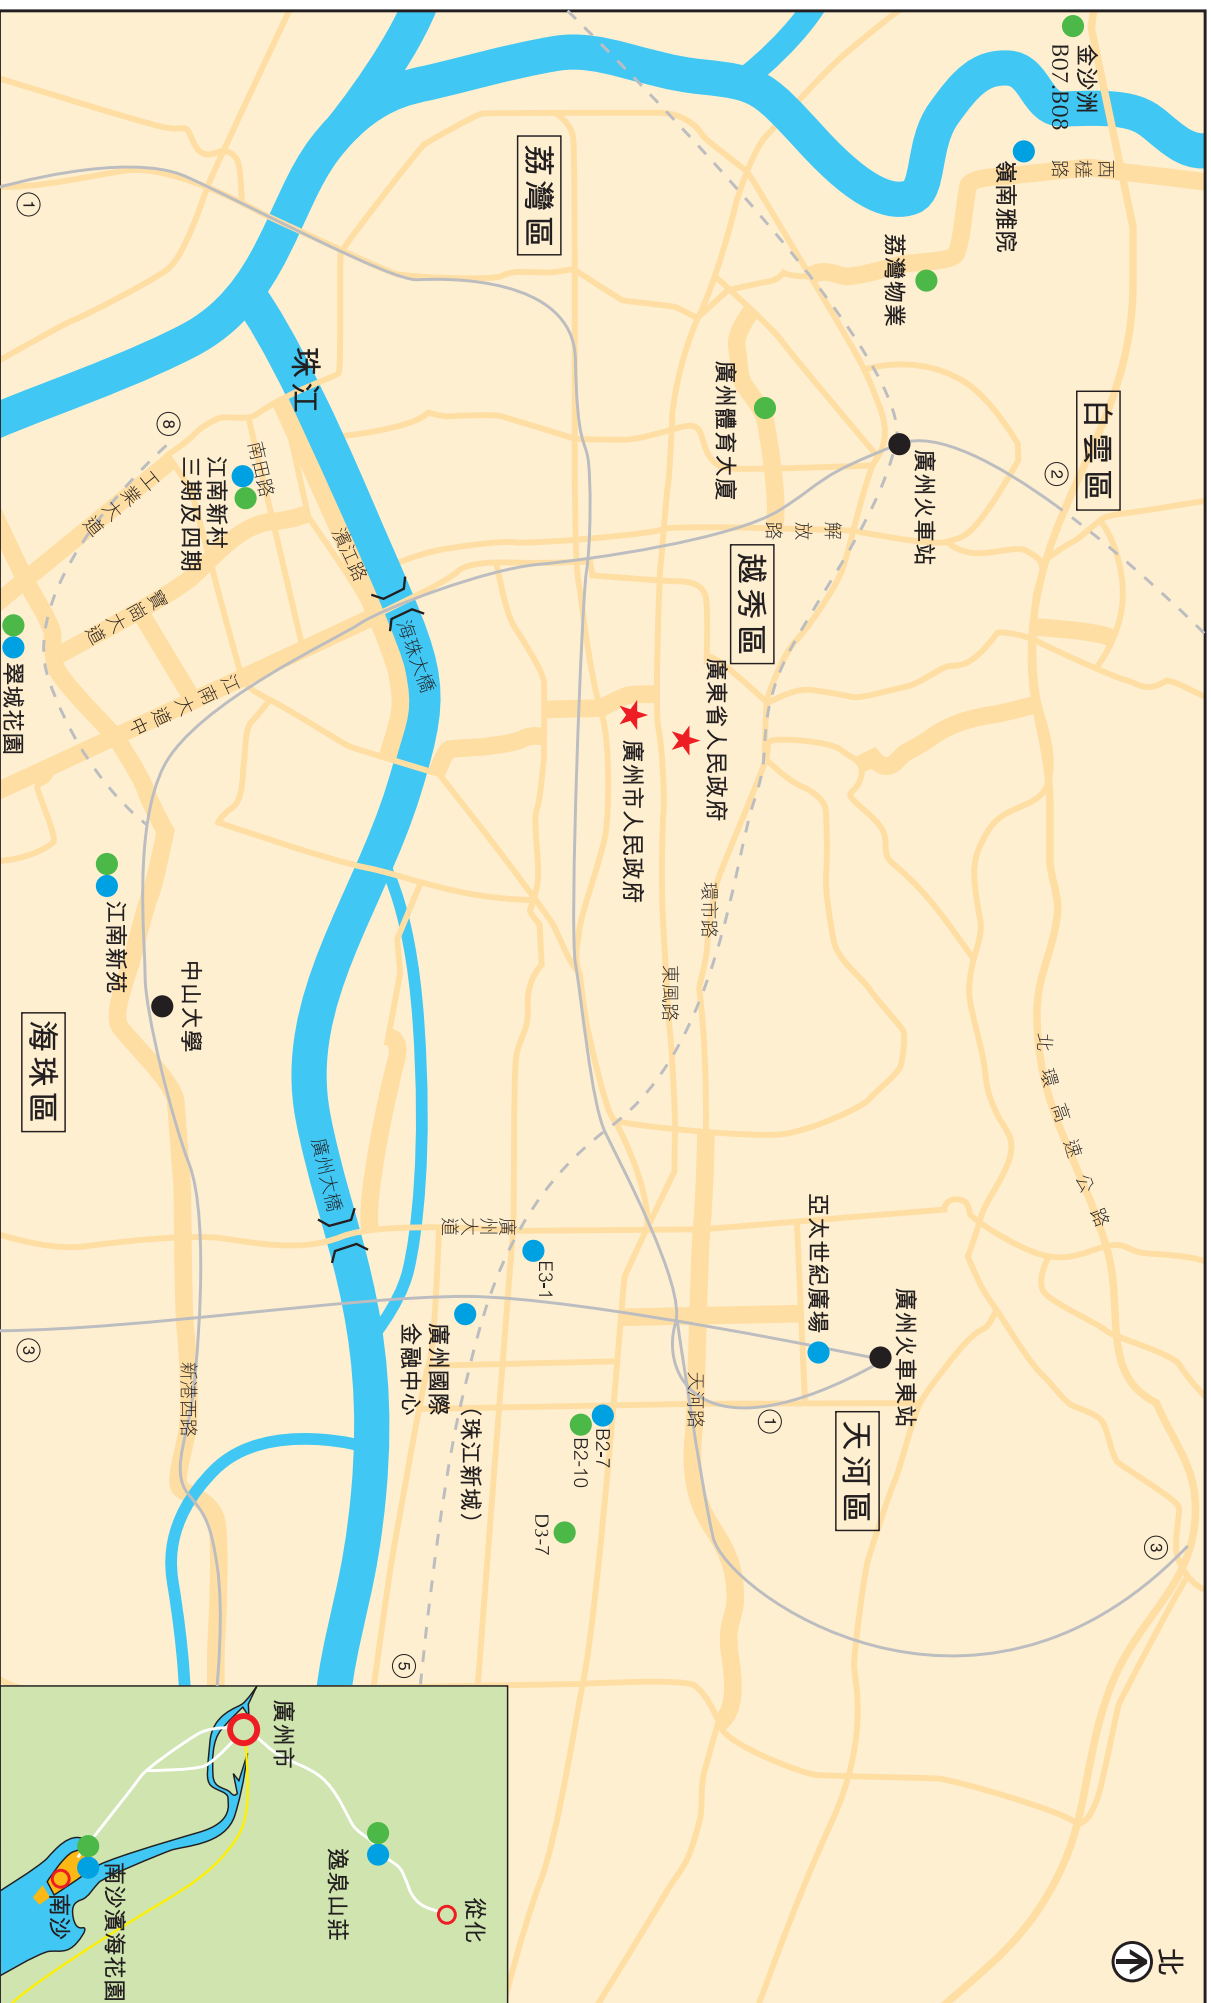 金沙洲
B07.B08
嶺南雅院
西槎路
荔灣物業
荔灣區
白雲區
②
廣州火車站
廣州體育大廈
解放路
越秀區
廣東省人民政府
廣州市人民政府
環市路
東風路
北環高速公路
①
珠江
⑧
南田路
江南新村
三期及四期
工業大道
濱江路
寶崗大道
海珠大橋
江南大道中
翠城花園
江南新苑
中山大學
海珠區
廣州大橋
廣州大道
亞太世紀廣場
廣州火車東站
E3-1
廣州國際
金融中心
(珠江新城)
B2-7
B2-10
D3-7
天河路
①
天河區
③
③
新港西路
⑤
廣州市
逸泉山莊
從化
南沙濱海花園
南沙
北